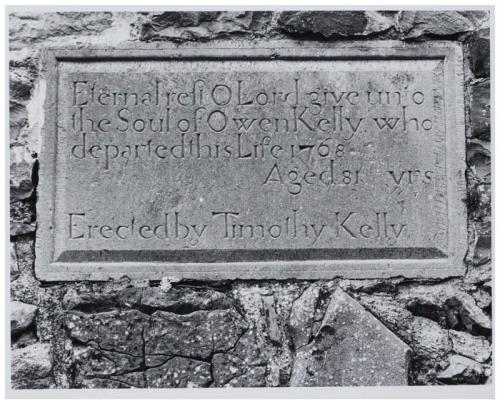 Eternal rest O Lord give unto
the Soul of Owen Kelly who
departed this Life 1768
Aged 81 yrs
Erected by Timothy Kelly